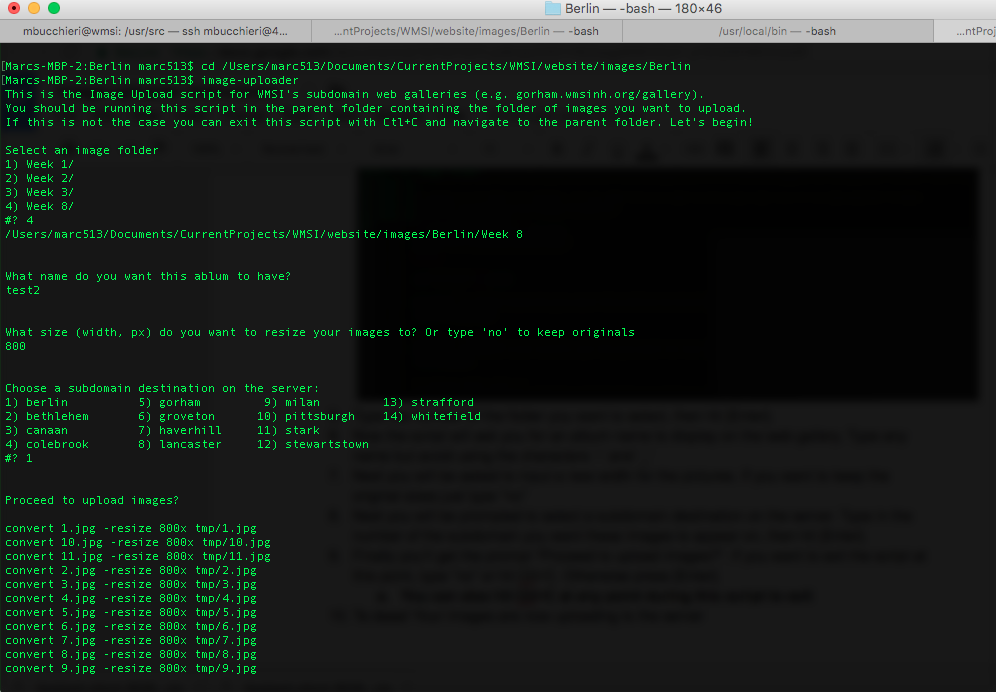 Berlin — -bash — 180×46
mbucchieri@wmsi: /usr/src — ssh mbucchieri@4... ...ntProjects/WMSI/website/images/Berlin — -bash /usr/local/bin — -bash ...ntProj
[Marcs-MBP-2:Berlin marc513$ cd /Users/marc513/Documents/CurrentProjects/WMSI/website/images/Berlin
[Marcs-MBP-2:Berlin marc513$ image-uploader
This is the Image Upload script for WMSI's subdomain web galleries (e.g. gorham.wmsinh.org/gallery).
You should be running this script in the parent folder containing the folder of images you want to upload.
If this is not the case you can exit this script with Ctl+C and navigate to the parent folder. Let's begin!
Select an image folder
1) Week 1/
2) Week 2/
3) Week 3/
4) Week 8/
#? 4
/Users/marc513/Documents/CurrentProjects/WMSI/website/images/Berlin/Week 8
What name do you want this ablum to have?
test2
What size (width, px) do you want to resize your images to? Or type 'no' to keep originals
800
Choose a subdomain destination on the server:
1) berlin 5) gorham 9) milan 13) strafford
2) bethlehem 6) groveton 10) pittsburgh 14) whitefield
3) canaan 7) haverhill 11) stark
4) colebrook 8) lancaster 12) stewartstown
#? 1
Proceed to upload images?
convert 1.jpg -resize 800x tmp/1.jpg
convert 10.jpg -resize 800x tmp/10.jpg
convert 11.jpg -resize 800x tmp/11.jpg
convert 2.jpg -resize 800x tmp/2.jpg
convert 3.jpg -resize 800x tmp/3.jpg
convert 4.jpg -resize 800x tmp/4.jpg
convert 5.jpg -resize 800x tmp/5.jpg
convert 6.jpg -resize 800x tmp/6.jpg
convert 7.jpg -resize 800x tmp/7.jpg
convert 8.jpg -resize 800x tmp/8.jpg
convert 9.jpg -resize 800x tmp/9.jpg